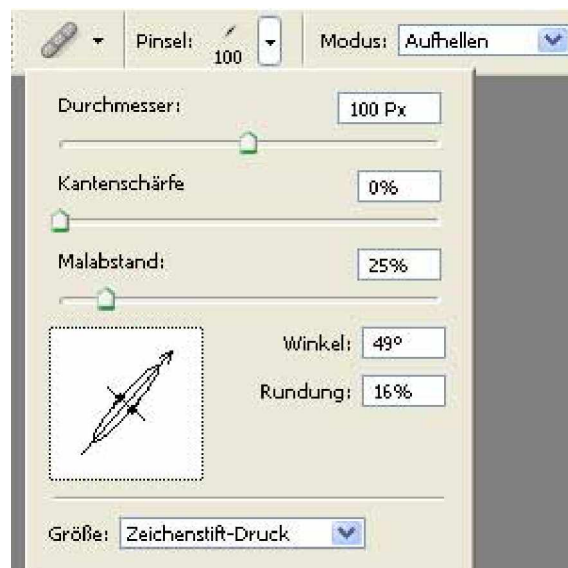 Pinsel: 100 Modus: Aufhellen
Durchmesser: 100 Px
Kantenschärfe 0%
Malabstand: 25%
Winkel: 49°
Rundung: 16%
Größe: Zeichenstift-Druck